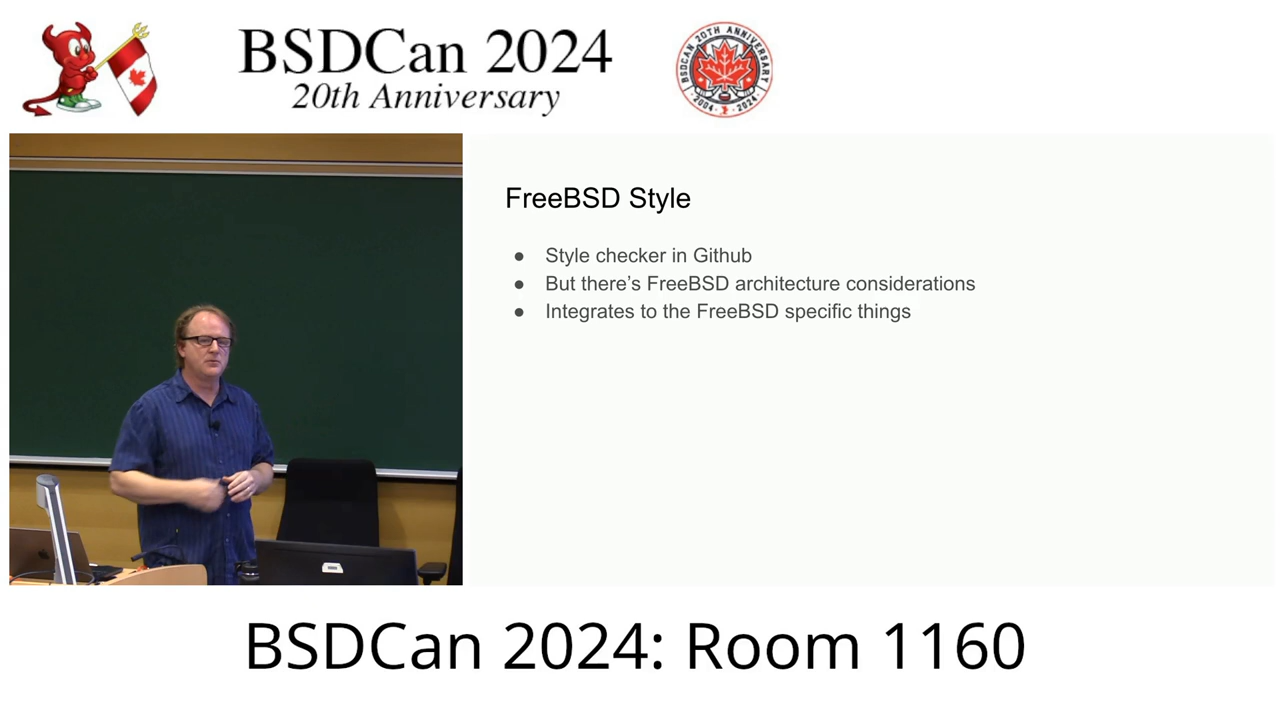 BSDCan 2024
20th Anniversary
BSDCAN 20TH ANNIVERSARY
2004 2024
FreeBSD Style
● Style checker in Github
● But there’s FreeBSD architecture considerations
● Integrates to the FreeBSD specific things
BSDCan 2024: Room 1160